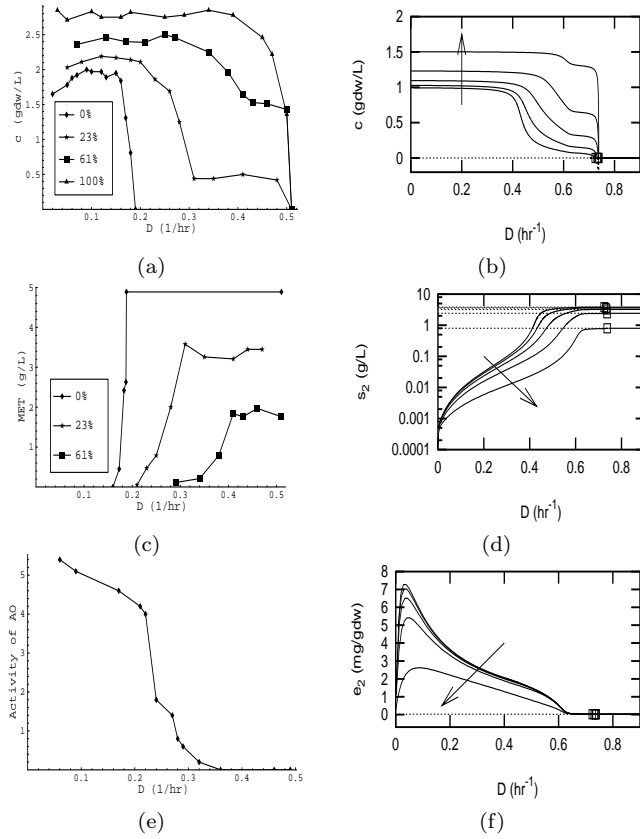 3
2.5
2
1.5
1
0.5
c (gdw/L)
0%
23%
61%
100%
0.1 0.2 0.3 0.4 0.5
D (1/hr)
(a)
2
1.5
1
0.5
0
c (gdw/L)
0 0.2 0.4 0.6 0.8
D (hr-1)
(b)
5
4
3
2
1
MET (g/L)
0%
23%
61%
0.1 0.2 0.3 0.4 0.5
D (1/hr)
(c)
10
1
0.1
0.01
0.001
0.0001
s2 (g/L)
0 0.2 0.4 0.6 0.8
D (hr-1)
(d)
5
4
3
2
1
Activity of AO
0.1 0.2 0.3 0.4 0.5
D (1/hr)
(e)
8
7
6
5
4
3
2
1
0
e2 (mg/gdw)
0 0.2 0.4 0.6 0.8
D (hr-1)
(f)